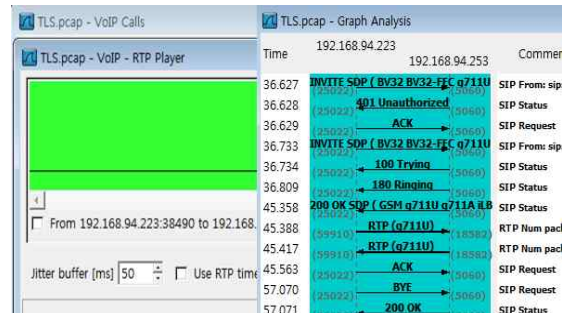 TLS.pcap - VoIP Calls
TLS.pcap - VoIP - RTP Player
From 192.168.94.223:38490 to 192.168.
Jitter buffer [ms] 50 Use RTP time
TLS.pcap - Graph Analysis
Time 192.168.94.223 192.168.94.253 Commen
36.627 INVITE SDP ( BV32 BV32-FEC g711U (25022) (5060) SIP From: sip:
36.628 401 Unauthorized (25022) (5060) SIP Status
36.629 ACK (25022) (5060) SIP Request
36.733 INVITE SDP ( BV32 BV32-FEC g711U (25022) (5060) SIP From: sip:
36.734 100 Trying (25022) (5060) SIP Status
36.809 180 Ringing (25022) (5060) SIP Status
45.358 200 OK SDP ( GSM g711U g711A iLB (25022) (5060) SIP Status
45.388 RTP (g711U) (59910) (18582) RTP Num pack
45.417 RTP (g711U) (59910) (18582) RTP Num pack
45.563 ACK (25022) (5060) SIP Request
57.070 BYE (25022) (5060) SIP Request
57.071 200 OK SIP Status